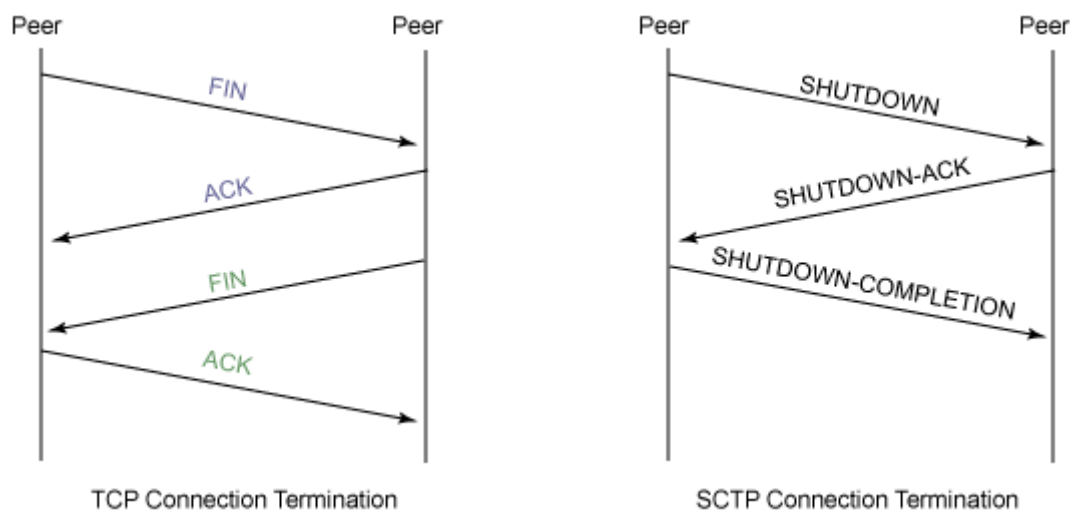 Peer
Peer
FIN
ACK
FIN
ACK
TCP Connection Termination
Peer
Peer
SHUTDOWN
SHUTDOWN-ACK
SHUTDOWN-COMPLETION
SCTP Connection Termination